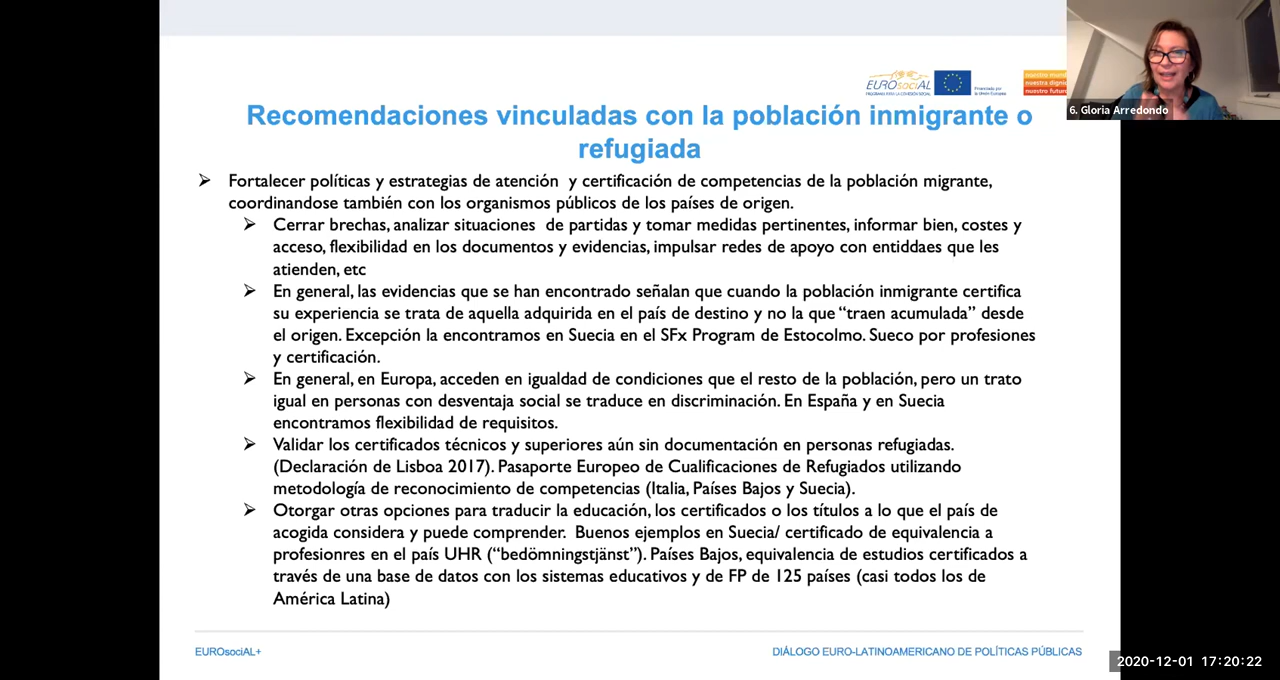 EUROsociAL
PROGRAMA PARA LA COHESIÓN SOCIAL
Financiado por
la Unión Europea
nuestro futuro
6. Gloria Arredondo
Recomendaciones vinculadas con la población inmigrante o
refugiada
Fortalecer políticas y estrategias de atención y certificación de competencias de la población migrante,
coordinandose también con los organismos públicos de los países de origen.
Cerrar brechas, analizar situaciones de partidas y tomar medidas pertinentes, informar bien, costes y
acceso, flexibilidad en los documentos y evidencias, impulsar redes de apoyo con entiddaes que les
atienden, etc
En general, las evidencias que se han encontrado señalan que cuando la población inmigrante certifica
su experiencia se trata de aquella adquirida en el país de destino y no la que “traen acumulada” desde
el origen. Excepción la encontramos en Suecia en el SFx Program de Estocolmo. Sueco por profesiones
y certificación.
En general, en Europa, acceden en igualdad de condiciones que el resto de la población, pero un trato
igual en personas con desventaja social se traduce en discriminación. En España y en Suecia
encontramos flexibilidad de requisitos.
Validar los certificados técnicos y superiores aún sin documentación en personas refugiadas.
(Declaración de Lisboa 2017). Pasaporte Europeo de Cualificaciones de Refugiados utilizando
metodología de reconocimiento de competencias (Italia, Países Bajos y Suecia).
Otorgar otras opciones para traducir la educación, los certificados o los títulos a lo que el país de
acogida considera y puede comprender. Buenos ejemplos en Suecia/ certificado de equivalencia a
profesionres en el país UHR (“bedömningstjänst”). Países Bajos, equivalencia de estudios certificados a
través de una base de datos con los sistemas educativos y de FP de 125 países (casi todos los de
América Latina)
EUROsociAL+
DIÁLOGO EURO-LATINOAMERICANO DE POLÍTICAS PÚBLICAS
2020-12-01 17:20:22